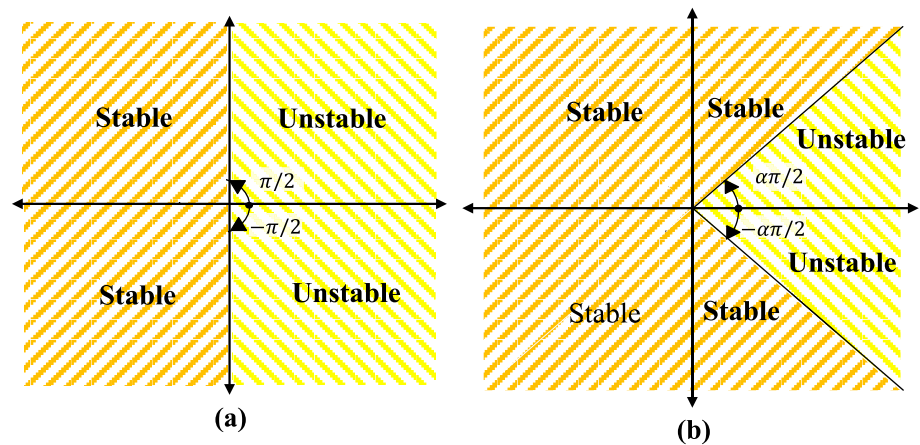 Stable
Unstable
π/2
−π/2
Stable
Unstable
(a)
Stable
Stable
Unstable
απ/2
−απ/2
Unstable
Stable
Stable
(b)